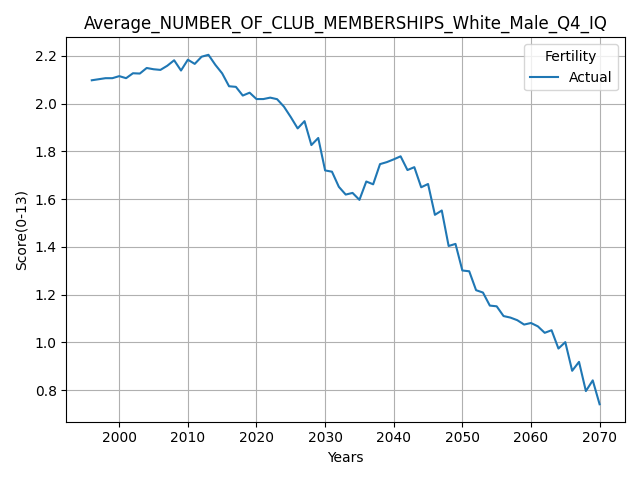 Average_NUMBER_OF_CLUB_MEMBERSHIPS_White_Male_Q4_IQ
Fertility
Actual
Score(0-13)
2.2
2.0
1.8
1.6
1.4
1.2
1.0
0.8
2000 2010 2020 2030 2040 2050 2060 2070
Years